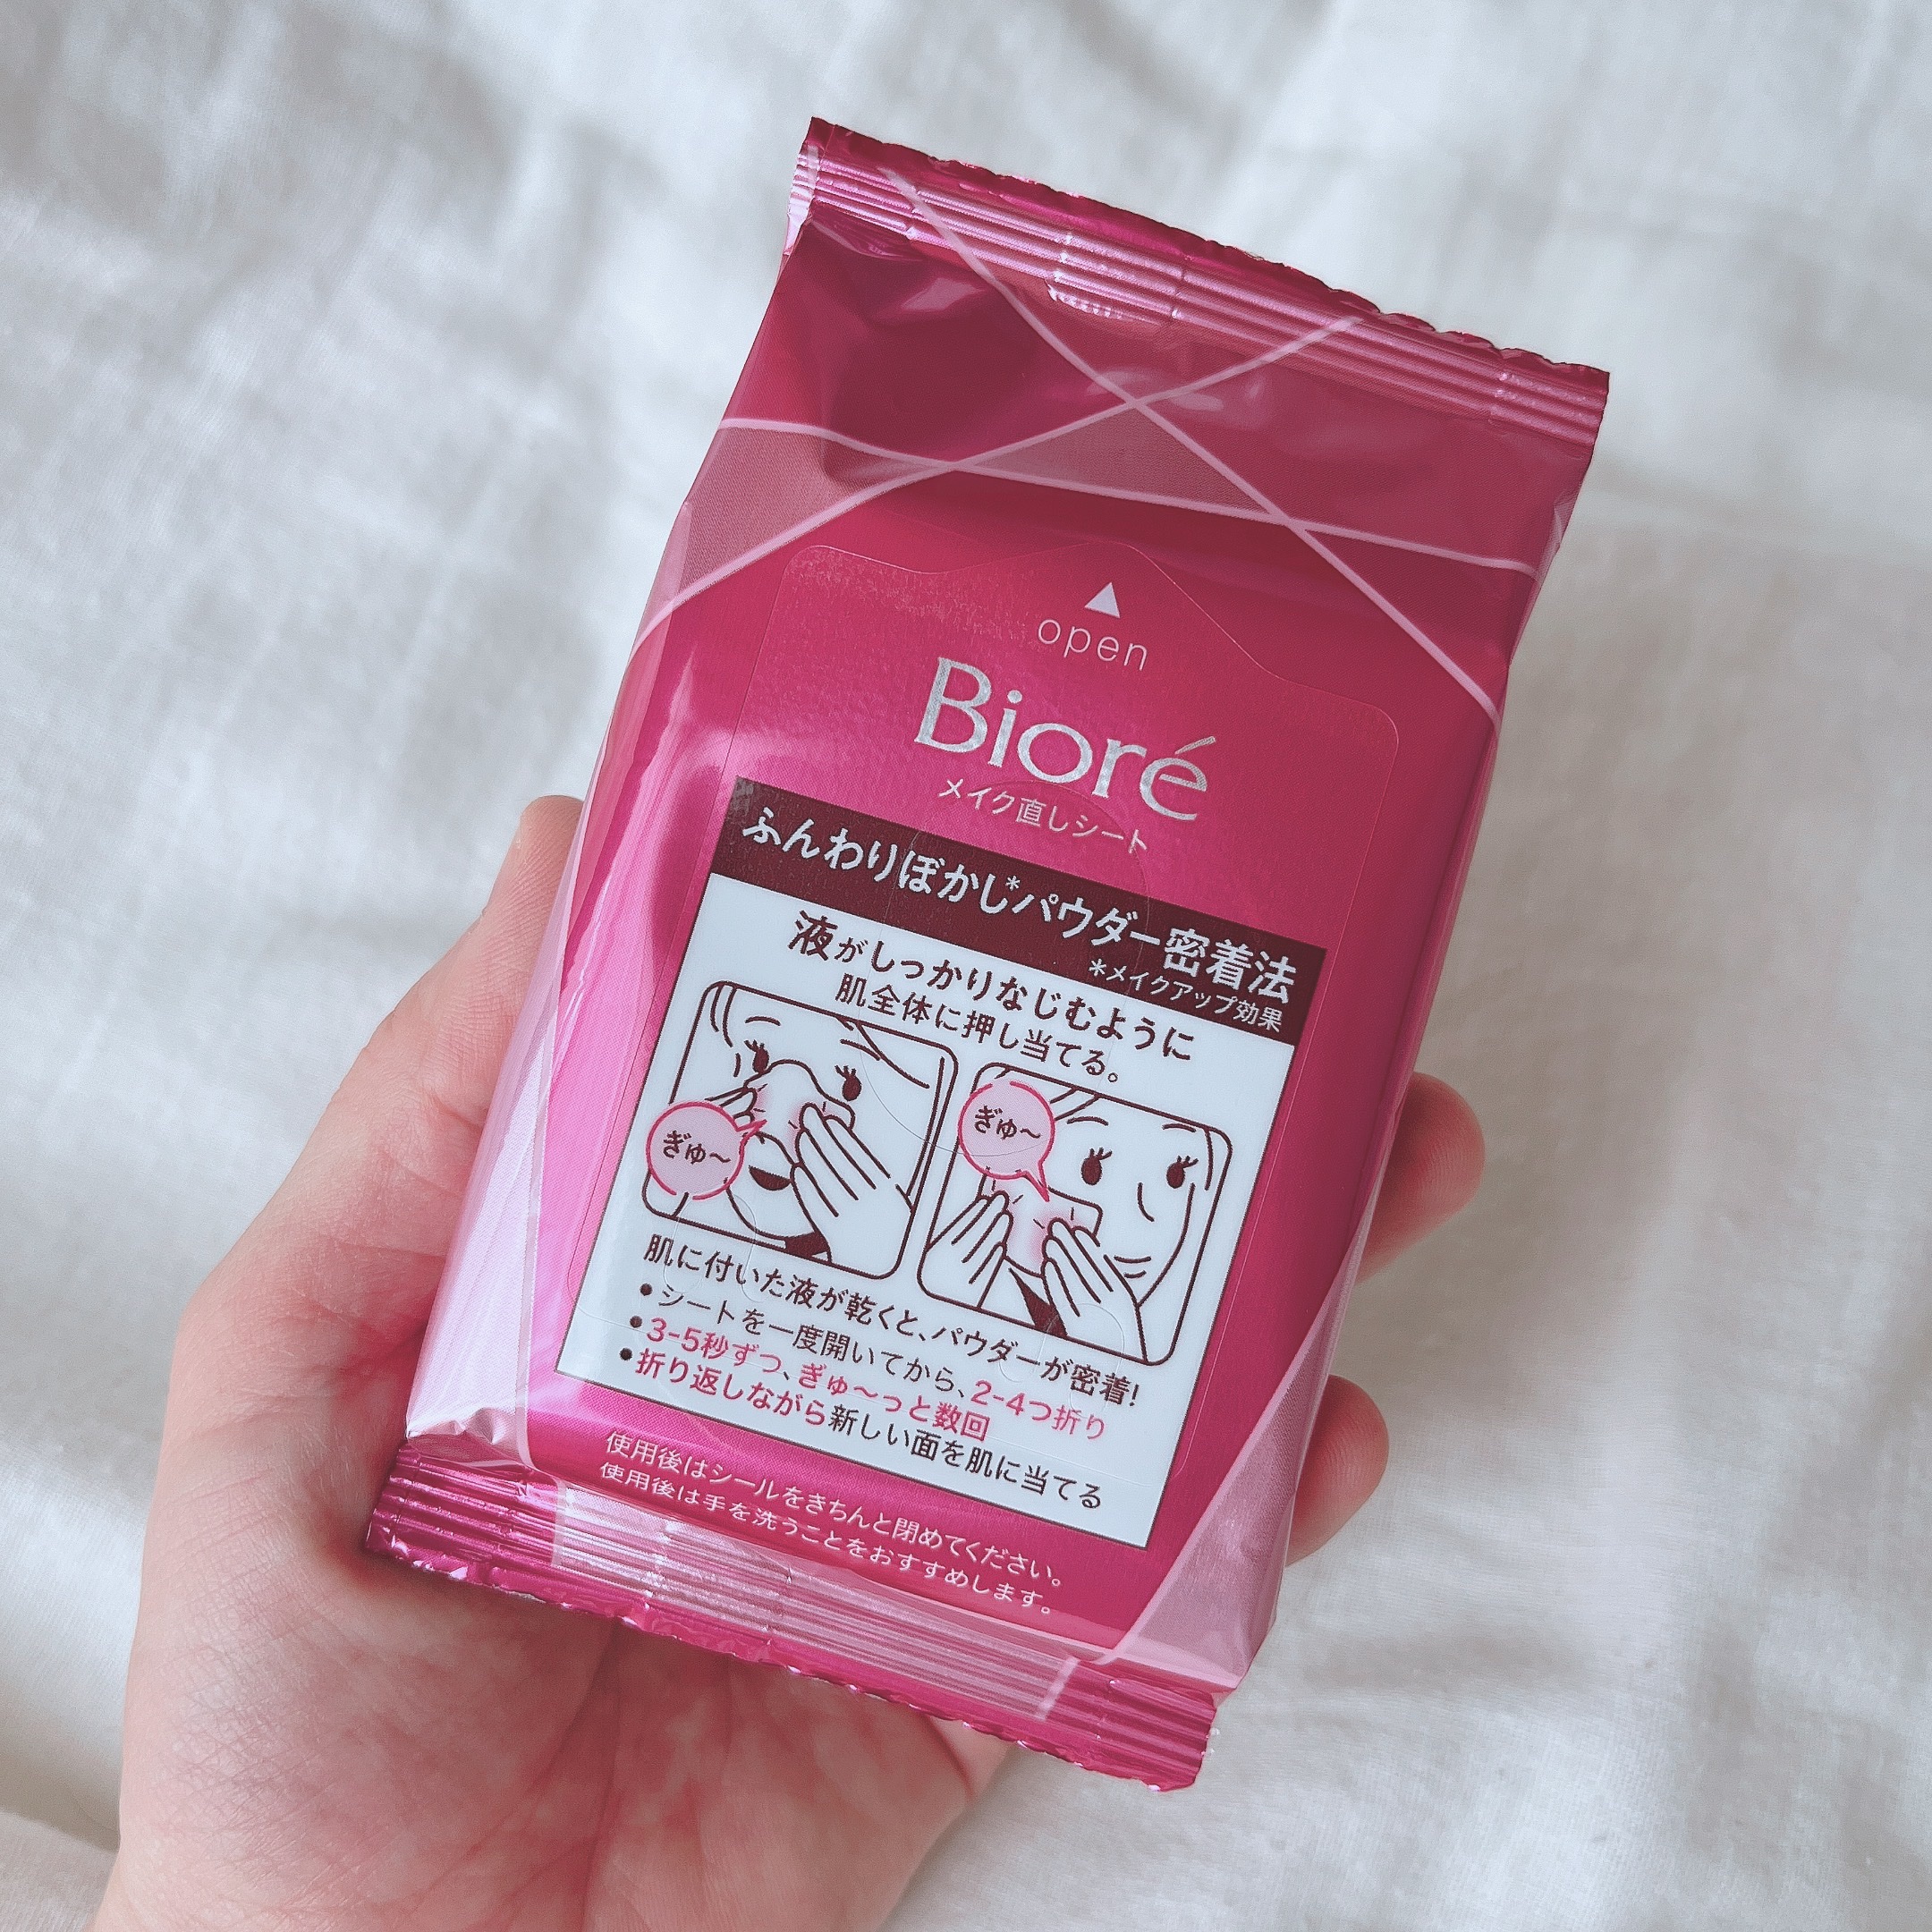 open
Bioré
メイク直しシート
ふんわりぼかし*パウダー密着法
*メイクアップ効果
液がしっかりなじむように
肌全体に押し当てる。
ぎゅ〜
ぎゅ〜
肌に付いた液が乾くと、パウダーが密着!
•シートを一度開いてから、2-4つ折り
•3-5秒ずつ、ぎゅ〜っと数回
•折り返しながら新しい面を肌に当てる
使用後はシールをきちんと閉めてください。
使用後は手を洗うことをおすすめします。